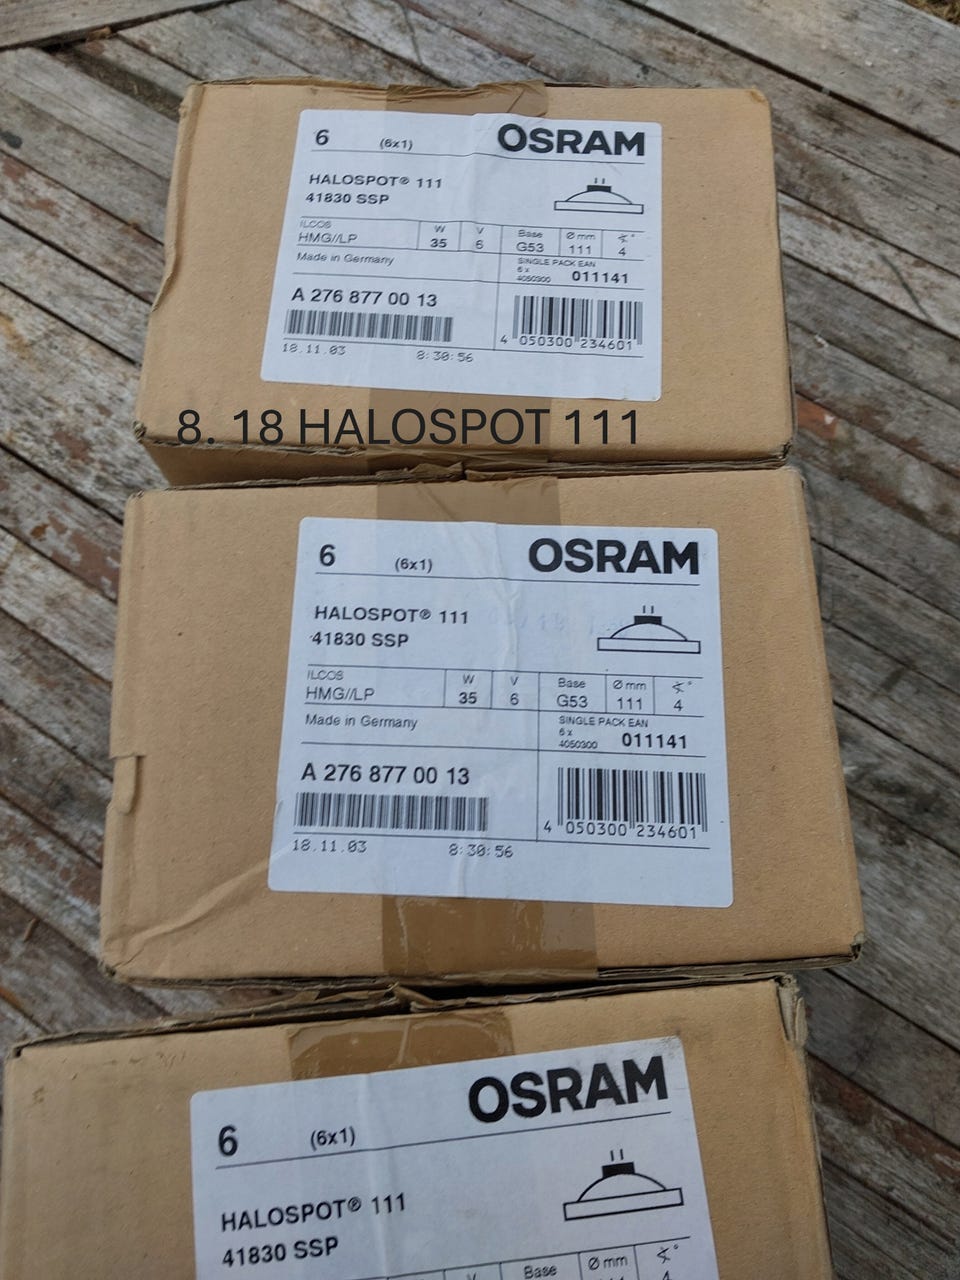 6 (6x1) OSRAM
HALOSPOT® 111
41830 SSP
ILCOS W V Base Ø mm ∢°
HMG//LP 35 6 G53 111 4
Made in Germany SINGLE PACK EAN
6 x
4050300 011141
A 276 877 00 13
4 050300 234601
18.11.03 8:30:56
8. 18 HALOSPOT 111
6 (6x1) OSRAM
HALOSPOT® 111
41830 SSP
ILCOS W V Base Ø mm ∢°
HMG//LP 35 6 G53 111 4
Made in Germany SINGLE PACK EAN
6 x
4050300 011141
A 276 877 00 13
4 050300 234601
18.11.03 8:30:56
6 (6x1) OSRAM
HALOSPOT® 111
41830 SSP
V Base Ø mm ∢°